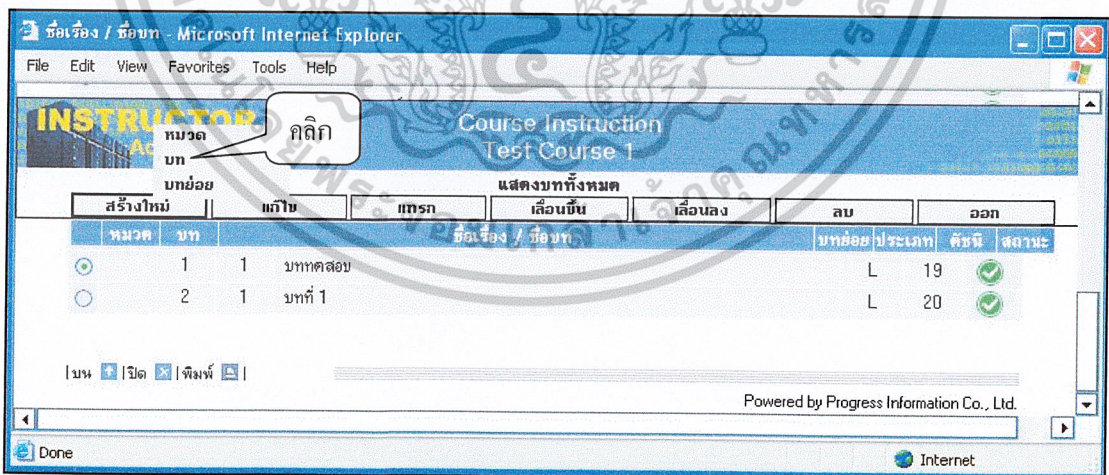 ชื่อเรื่อง / ชื่อบท - Microsoft Internet Explorer
File Edit View Favorites Tools Help
INSTRUCTOR
หมวด
บท
บทย่อย
คลิก
Course Instruction
Test Course 1
แสดงบททั้งหมด
สร้างใหม่ แก้ไข แทรก เลื่อนขึ้น เลื่อนลง ลบ ออก
หมวด บท ชื่อเรื่อง / ชื่อบท บทย่อย ประเภท ดัชนี สถานะ
1 1 บททดสอบ L 19
2 1 บทที่ 1 L 20
|บน |ปิด |พิมพ์ |
Powered by Progress Information Co., Ltd.
Done Internet